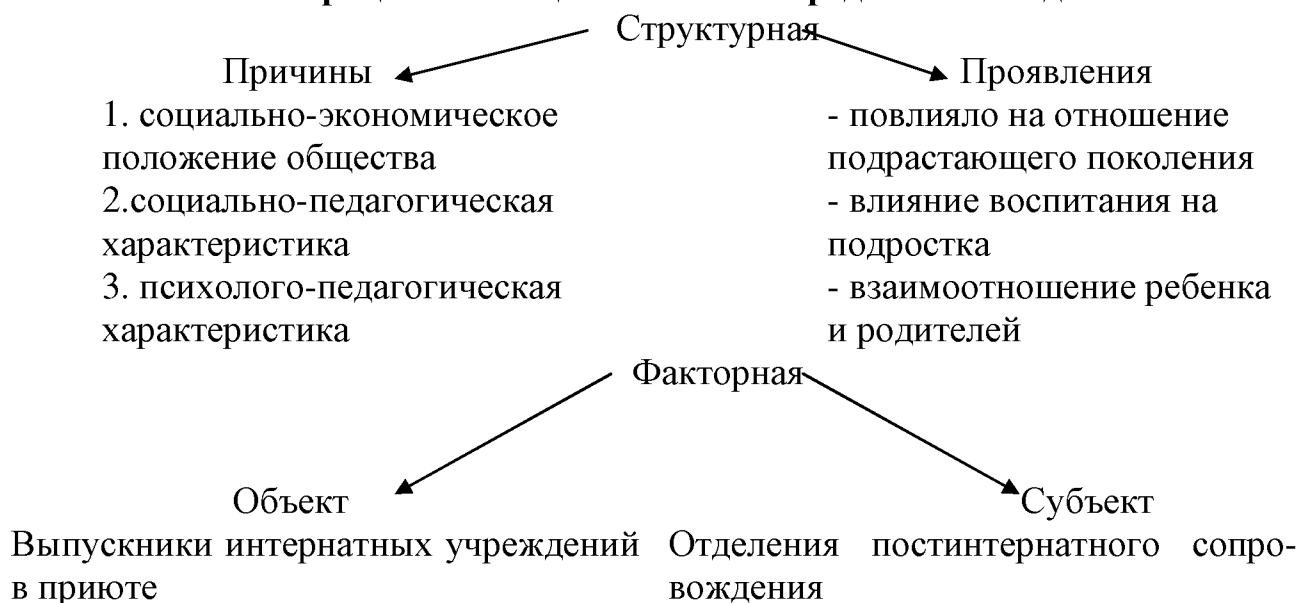 Структурная
Причины Проявления
1. социально-экономическое - повлияло на отношение
положение общества подрастающего поколения
2.социально-педагогическая - влияние воспитания на
характеристика подростка
3. психолого-педагогическая - взаимоотношение ребенка
характеристика и родителей
Факторная
Объект Субъект
Выпускники интернатных учреждений Отделения постинтернатного сопро-
в приюте вождения